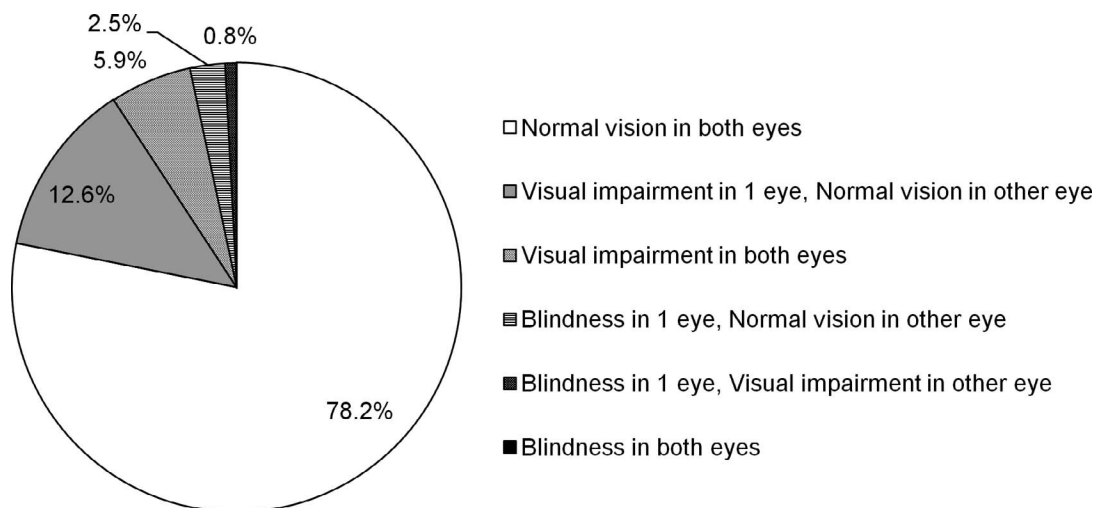 2.5%
0.8%
5.9%
12.6%
78.2%
Normal vision in both eyes
Visual impairment in 1 eye, Normal vision in other eye
Visual impairment in both eyes
Blindness in 1 eye, Normal vision in other eye
Blindness in 1 eye, Visual impairment in other eye
Blindness in both eyes